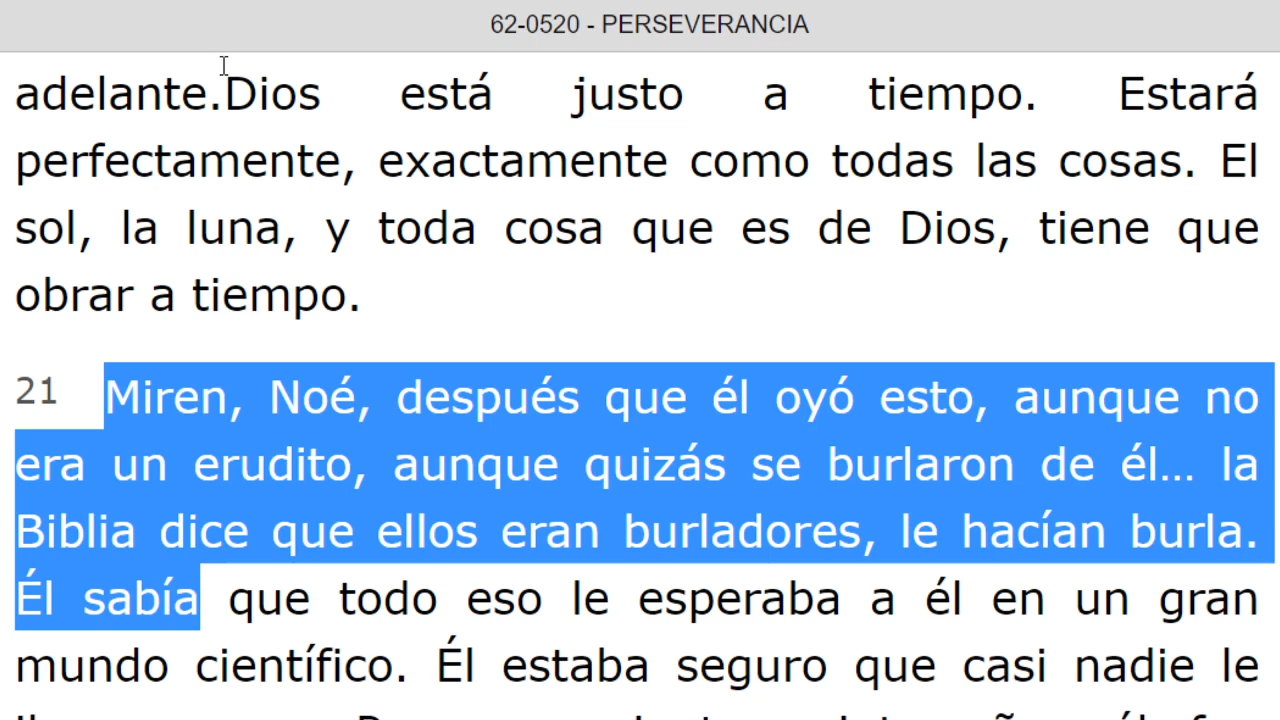 62-0520 - PERSEVERANCIA
adelante.Dios está justo a tiempo. Estará
perfectamente, exactamente como todas las cosas. El
sol, la luna, y toda cosa que es de Dios, tiene que
obrar a tiempo.
21 Miren, Noé, después que él oyó esto, aunque no
era un erudito, aunque quizás se burlaron de él... la
Biblia dice que ellos eran burladores, le hacían burla.
Él sabía que todo eso le esperaba a él en un gran
mundo científico. Él estaba seguro que casi nadie le